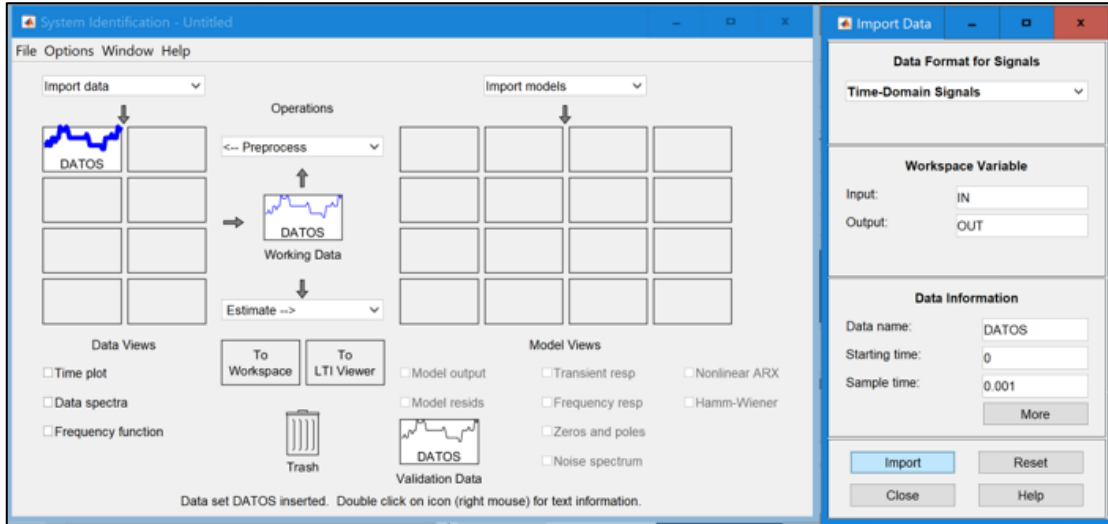 System Identification - Untitled
File Options Window Help
Import data
Import models
Operations
<-- Preprocess
DATOS
DATOS
Working Data
Estimate -->
Data Views
To
Workspace
To
LTI Viewer
Model Views
Time plot
Data spectra
Frequency function
Model output
Transient resp
Nonlinear ARX
Model resids
Frequency resp
Hamm-Wiener
Zeros and poles
Noise spectrum
Trash
DATOS
Validation Data
Data set DATOS inserted. Double click on icon (right mouse) for text information.
Import Data
Data Format for Signals
Time-Domain Signals
Workspace Variable
Input: IN
Output: OUT
Data Information
Data name: DATOS
Starting time: 0
Sample time: 0.001
More
Import Reset
Close Help